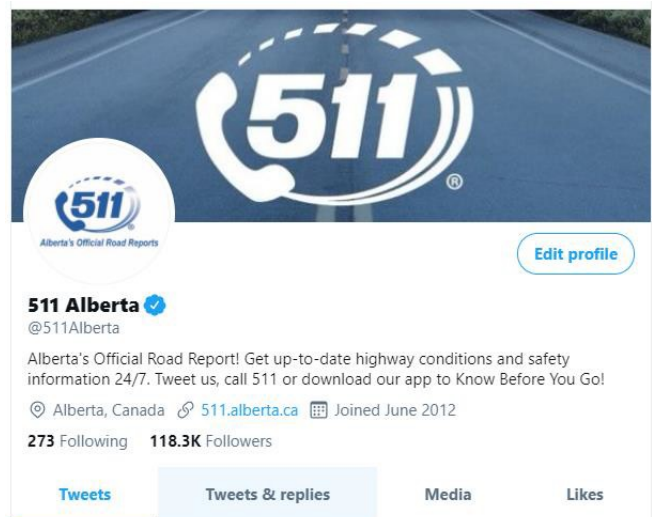 511
®
511
Alberta's Official Road Reports
Edit profile
511 Alberta
@511Alberta
Alberta's Official Road Report! Get up-to-date highway conditions and safety
information 24/7. Tweet us, call 511 or download our app to Know Before You Go!
Alberta, Canada 511.alberta.ca Joined June 2012
273 Following 118.3K Followers
Tweets Tweets & replies Media Likes